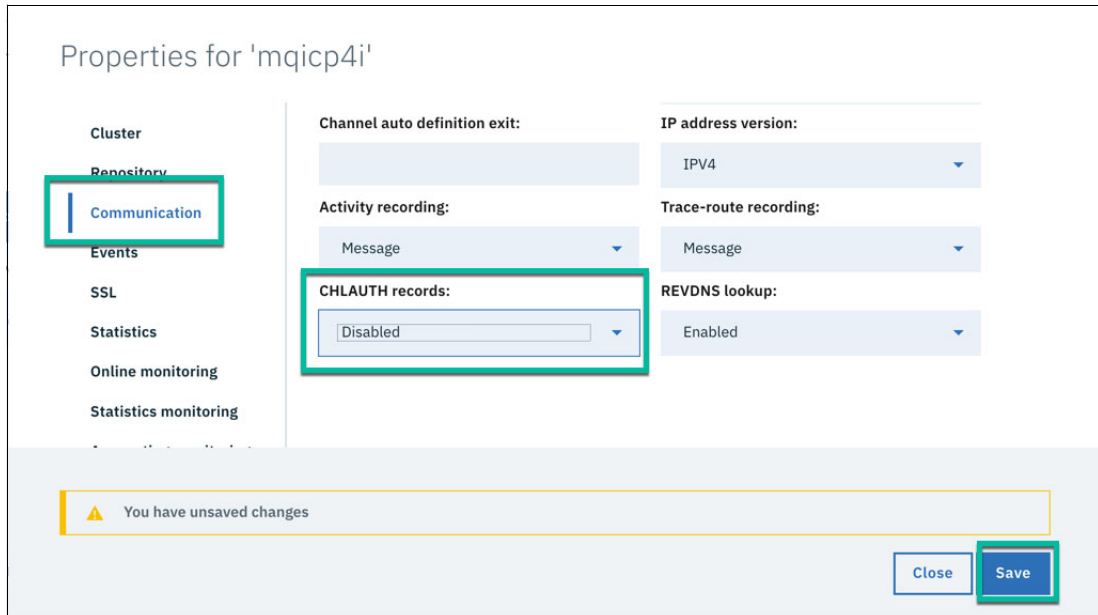 Properties for 'mqicp4i'
Cluster
Repository
Communication
Events
SSL
Statistics
Online monitoring
Statistics monitoring
Channel auto definition exit:
IP address version:
IPV4
Activity recording:
Trace-route recording:
Message
Message
CHLAUTH records:
REVDNS lookup:
Disabled
Enabled
You have unsaved changes
Close
Save